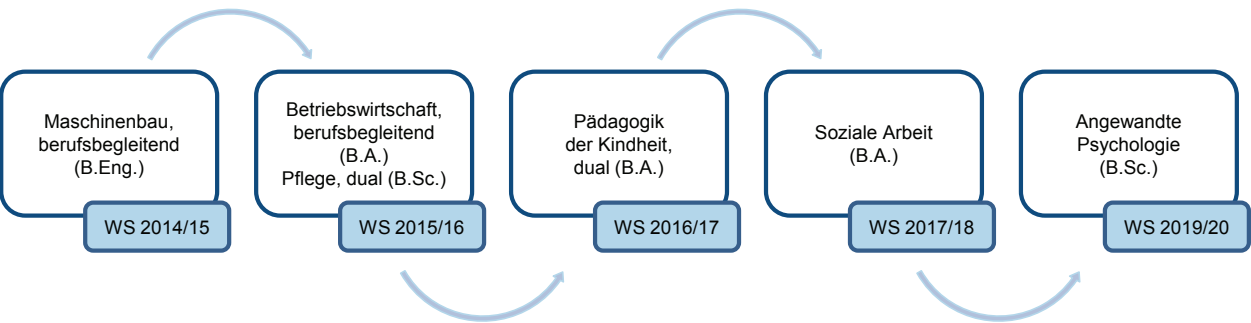 Maschinenbau,
berufsbegleitend
(B.Eng.)
WS 2014/15
Betriebswirtschaft,
berufsbegleitend
(B.A.)
Pflege, dual (B.Sc.)
WS 2015/16
Pädagogik
der Kindheit,
dual (B.A.)
WS 2016/17
Soziale Arbeit
(B.A.)
WS 2017/18
Angewandte
Psychologie
(B.Sc.)
WS 2019/20